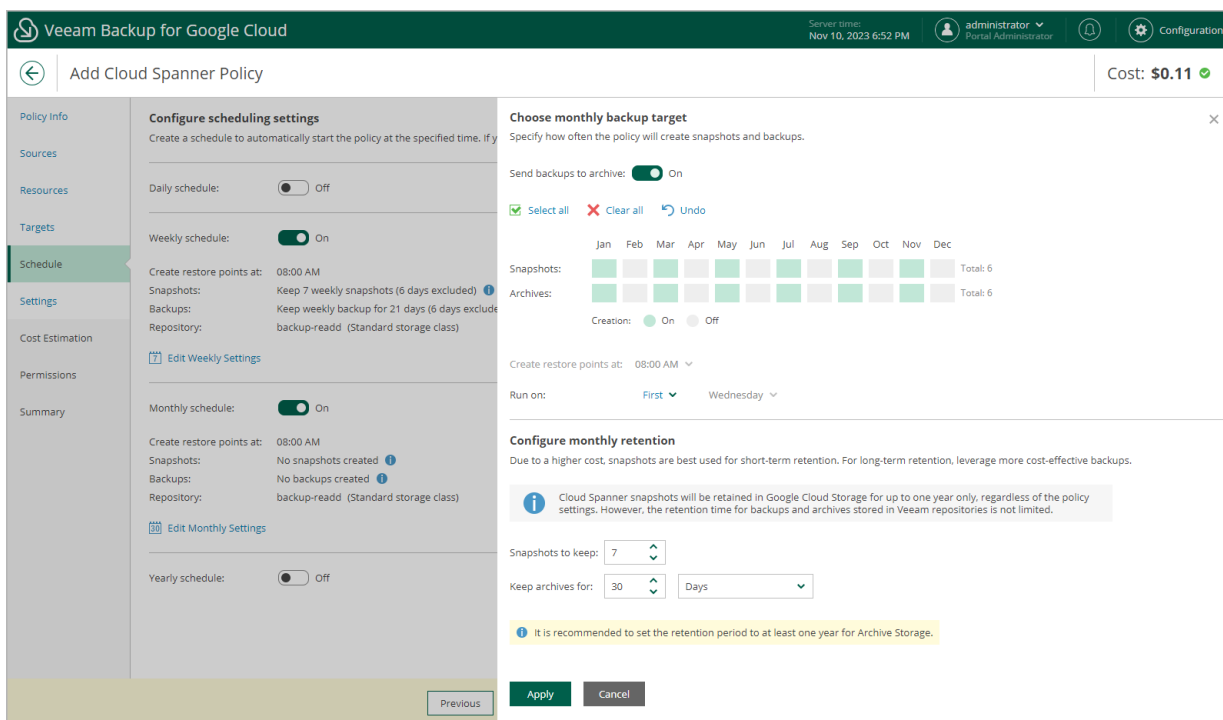 Veeam Backup for Google Cloud
Server time:
Nov 10, 2023 6:52 PM
administrator
Portal Administrator
Configuration
Add Cloud Spanner Policy
Cost: $0.11
Policy Info
Sources
Resources
Targets
Schedule
Settings
Cost Estimation
Permissions
Summary
Configure scheduling settings
Create a schedule to automatically start the policy at the specified time. If y
Daily schedule: Off
Weekly schedule: On
Create restore points at: 08:00 AM
Snapshots: Keep 7 weekly snapshots (6 days excluded)
Backups: Keep weekly backup for 21 days (6 days exclude
Repository: backup-readd (Standard storage class)
7 Edit Weekly Settings
Monthly schedule: On
Create restore points at: 08:00 AM
Snapshots: No snapshots created
Backups: No backups created
Repository: backup-readd (Standard storage class)
30 Edit Monthly Settings
Yearly schedule: Off
Previous
Choose monthly backup target
Specify how often the policy will create snapshots and backups.
Send backups to archive: On
Select all Clear all Undo
Jan Feb Mar Apr May Jun Jul Aug Sep Oct Nov Dec
Snapshots: Total: 6
Archives: Total: 6
Creation: On Off
Create restore points at: 08:00 AM
Run on: First Wednesday
Configure monthly retention
Due to a higher cost, snapshots are best used for short-term retention. For long-term retention, leverage more cost-effective backups.
Cloud Spanner snapshots will be retained in Google Cloud Storage for up to one year only, regardless of the policy
settings. However, the retention time for backups and archives stored in Veeam repositories is not limited.
Snapshots to keep: 7
Keep archives for: 30 Days
It is recommended to set the retention period to at least one year for Archive Storage.
Apply Cancel